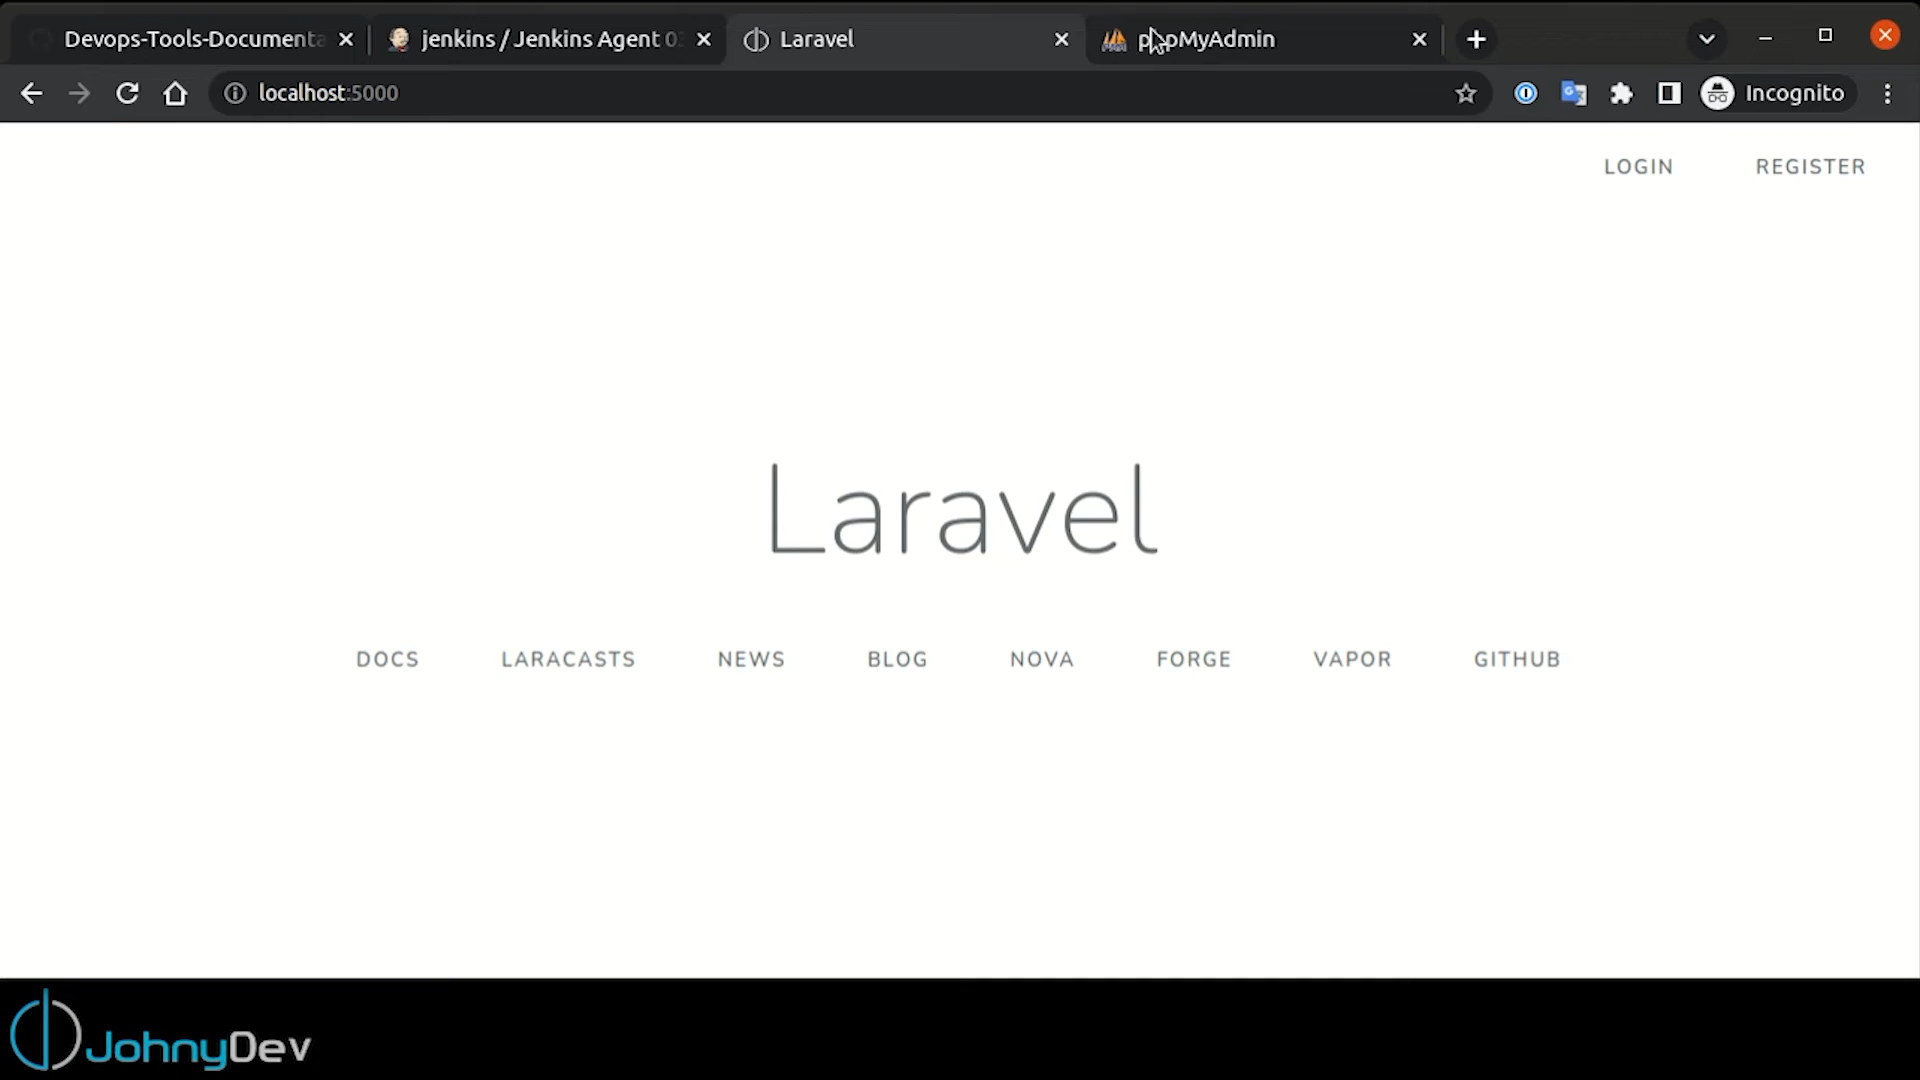 Devops-Tools-Documenta
jenkins / Jenkins Agent 03
Laravel
phpMyAdmin
localhost:5000
Incognito
LOGIN
REGISTER
Laravel
DOCS
LARACASTS
NEWS
BLOG
NOVA
FORGE
VAPOR
GITHUB
JohnyDev